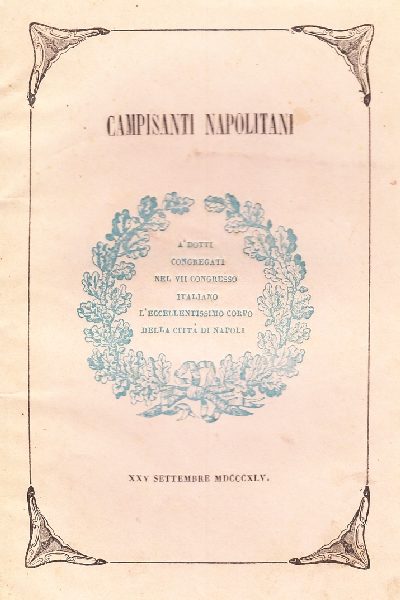 CAMPISANTI NAPOLITANI
A' DOTTI
CONGREGATI
NEL VII CONGRESSO
ITALIANO
L'ECCELLENTISSIMO CORPO
DELLA CITTÀ DI NAPOLI
XXV SETTEMBRE MDCCCXLV.